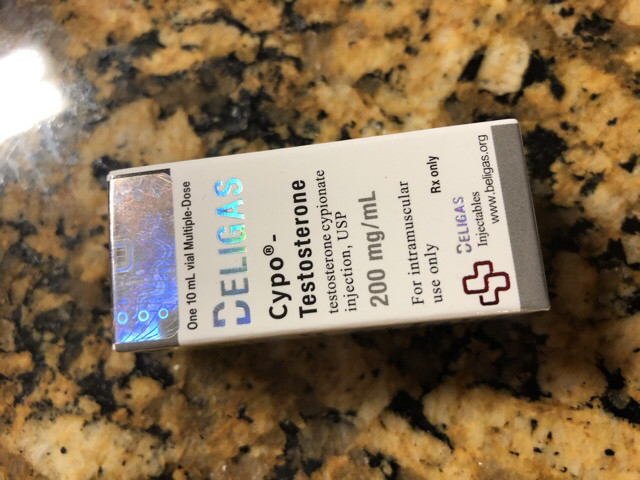 One 10 mL vial Multiple-Dose
BELIGAS
Cypo®-
Testosterone
testosterone cypionate
injection, USP
200 mg/mL
For intramuscular
use only
Rx only
BELIGAS
Injectables
www.beligas.org